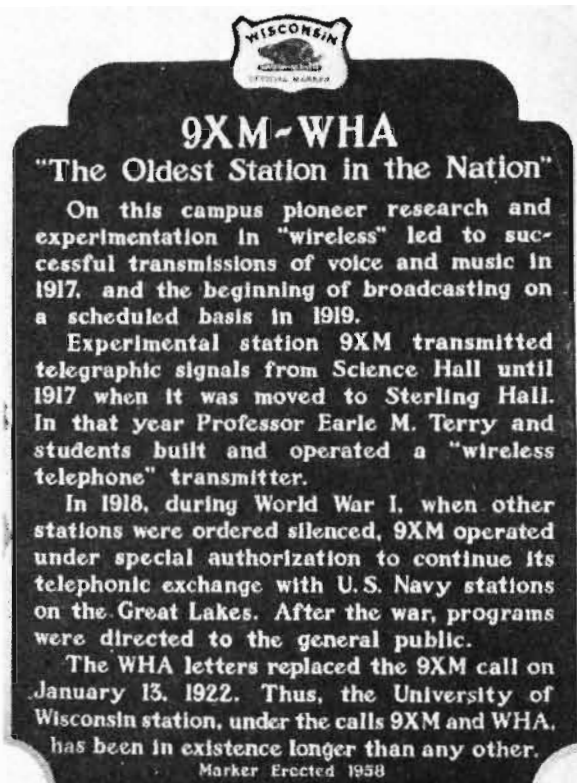 WISCONSIN
OFFICIAL MARKER
9XM~WHA
"The Oldest Station in the Nation"
On this campus pioneer research and
experimentation in "wireless" led to suc-
cessful transmissions of voice and music in
1917, and the beginning of broadcasting on
a scheduled basis in 1919.
Experimental station 9XM transmitted
telegraphic signals from Science Hall until
1917 when it was moved to Sterling Hall.
In that year Professor Earle M. Terry and
students built and operated a "wireless
telephone" transmitter.
In 1918, during World War I, when other
stations were ordered silenced, 9XM operated
under special authorization to continue its
telephonic exchange with U.S. Navy stations
on the Great Lakes. After the war, programs
were directed to the general public.
The WHA letters replaced the 9XM call on
January 13, 1922. Thus, the University of
Wisconsin station, under the calls 9XM and WHA,
has been in existence longer than any other.
Marker Erected 1958